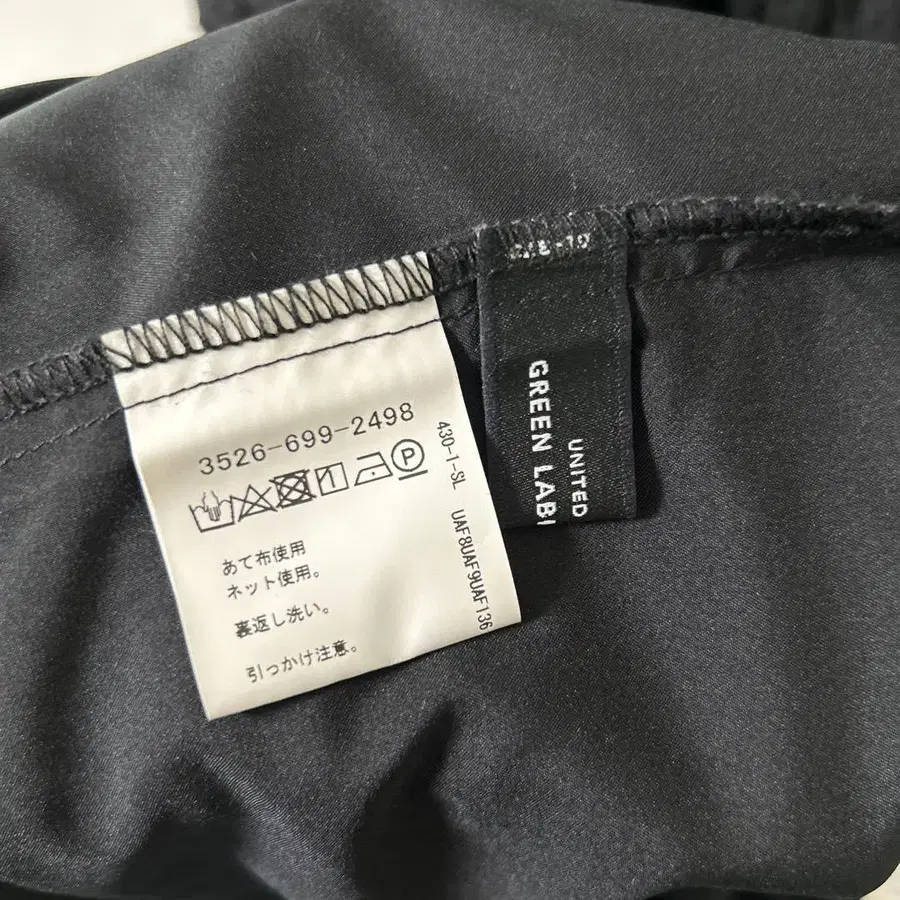 3526-699-2498
P
あて布使用
ネット使用。
裏返し洗い。
引っかけ注意。
430-1-SL UAF8UAF9UAF136
UNITED
GREEN LAB